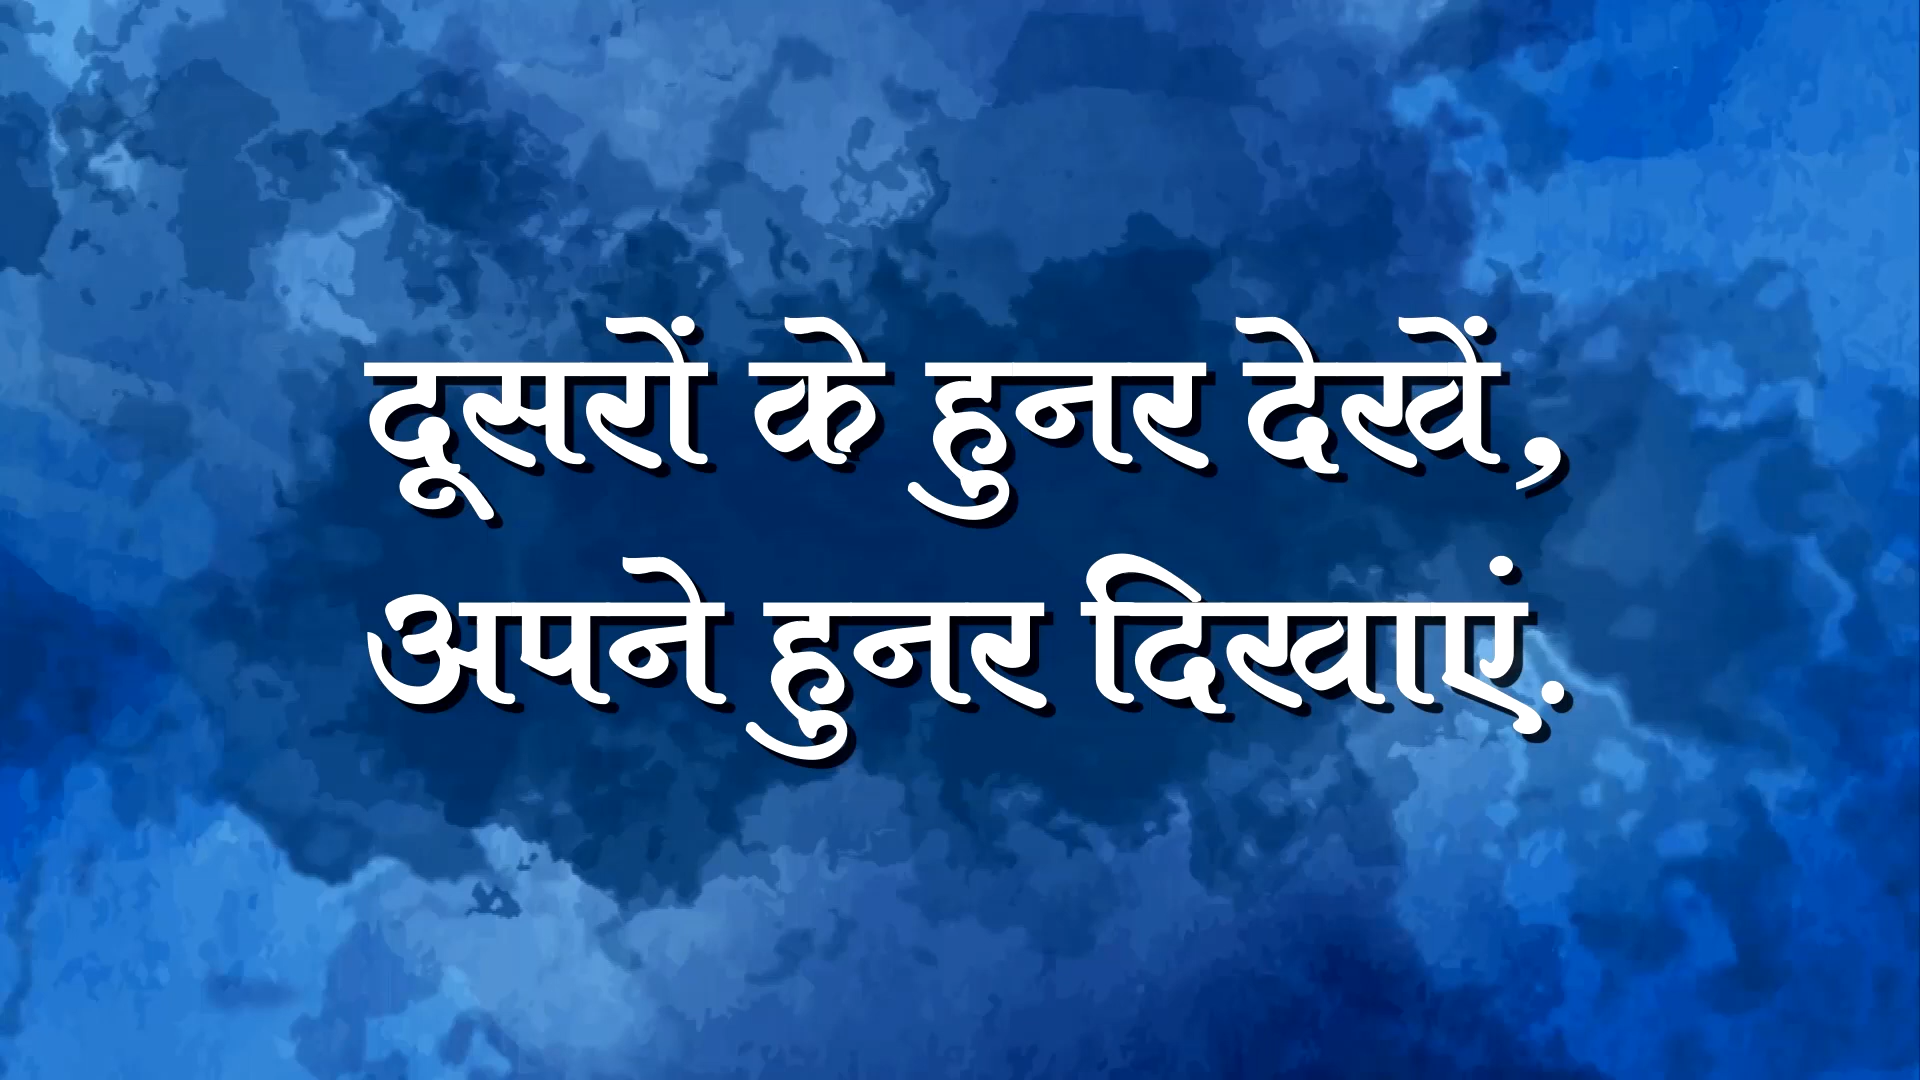 दूसरों के हुनर देखें,
अपने हुनर दिखाएं.